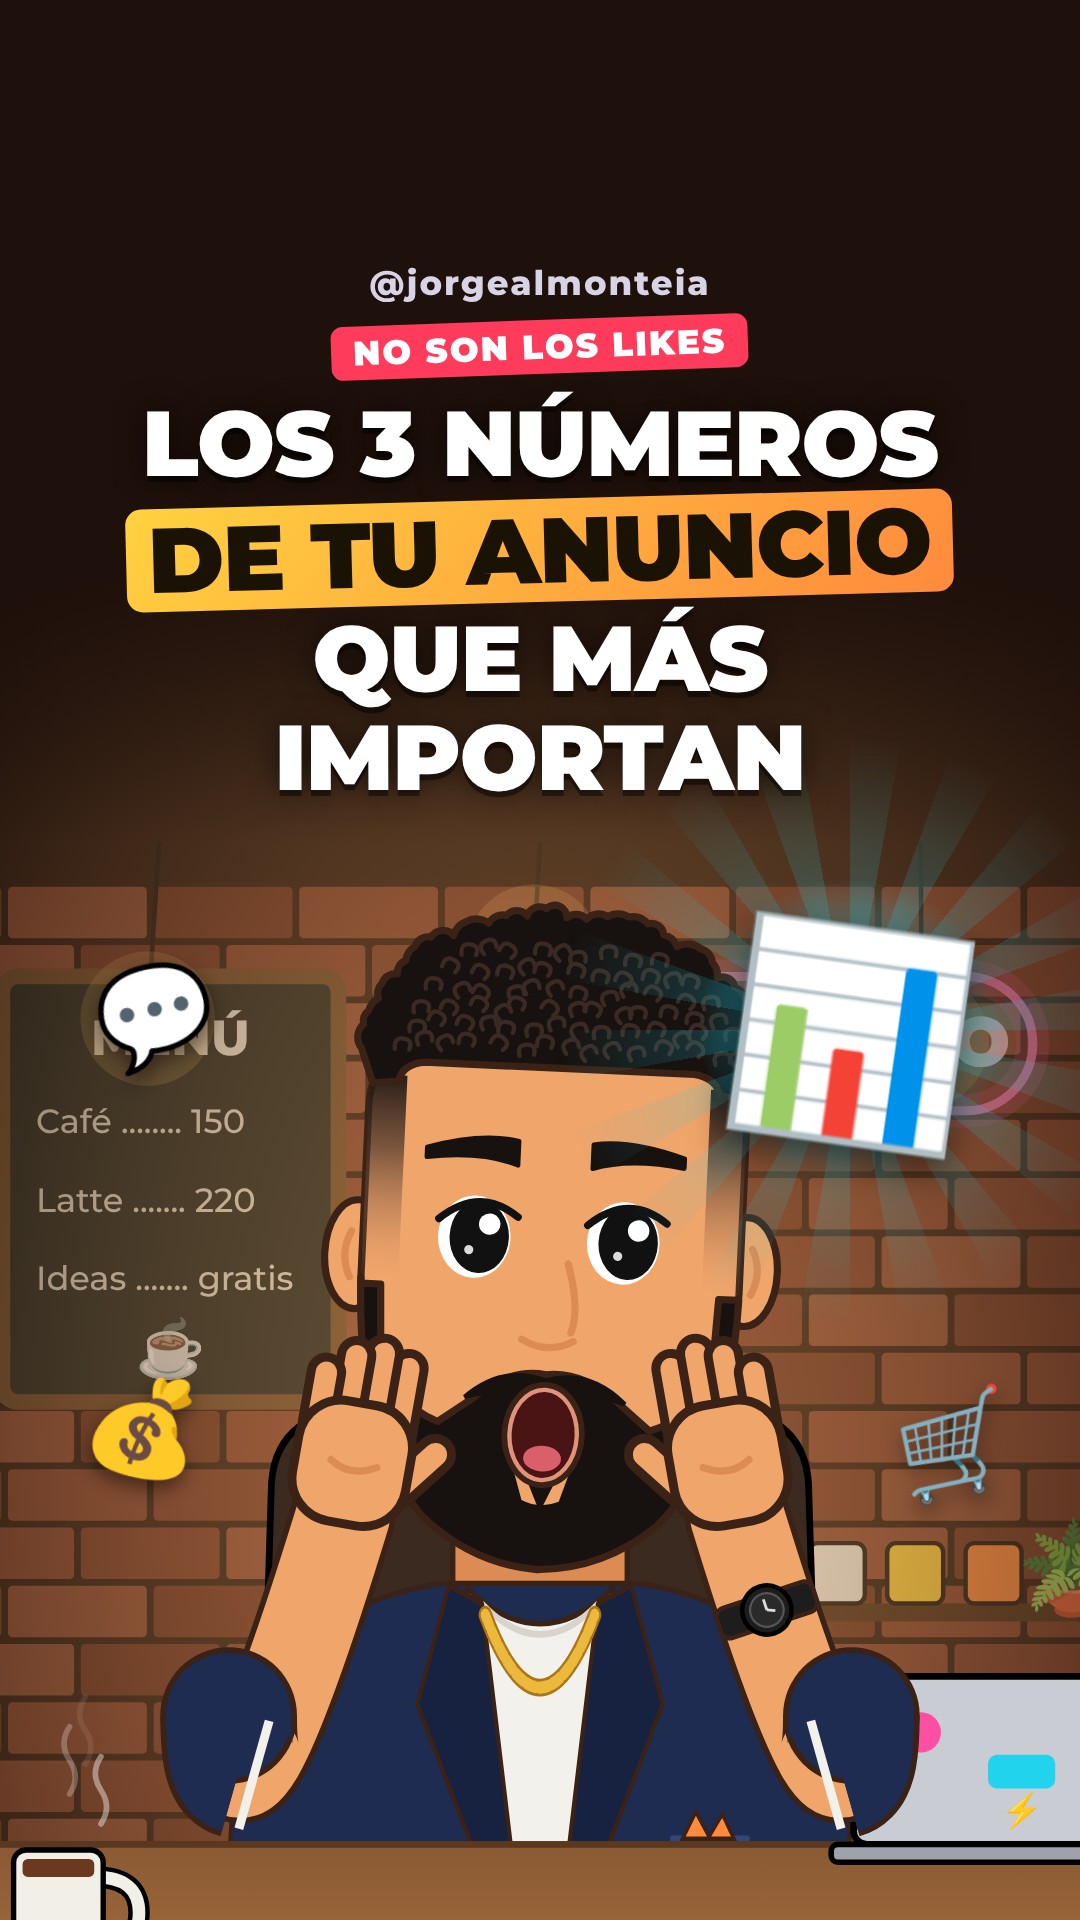 @jorgealmonteia
NO SON LOS LIKES
LOS 3 NÚMEROS
DE TU ANUNCIO
QUE MÁS
IMPORTAN
MENÚ
Café ........ 150
Latte ....... 220
Ideas ....... gratis
$